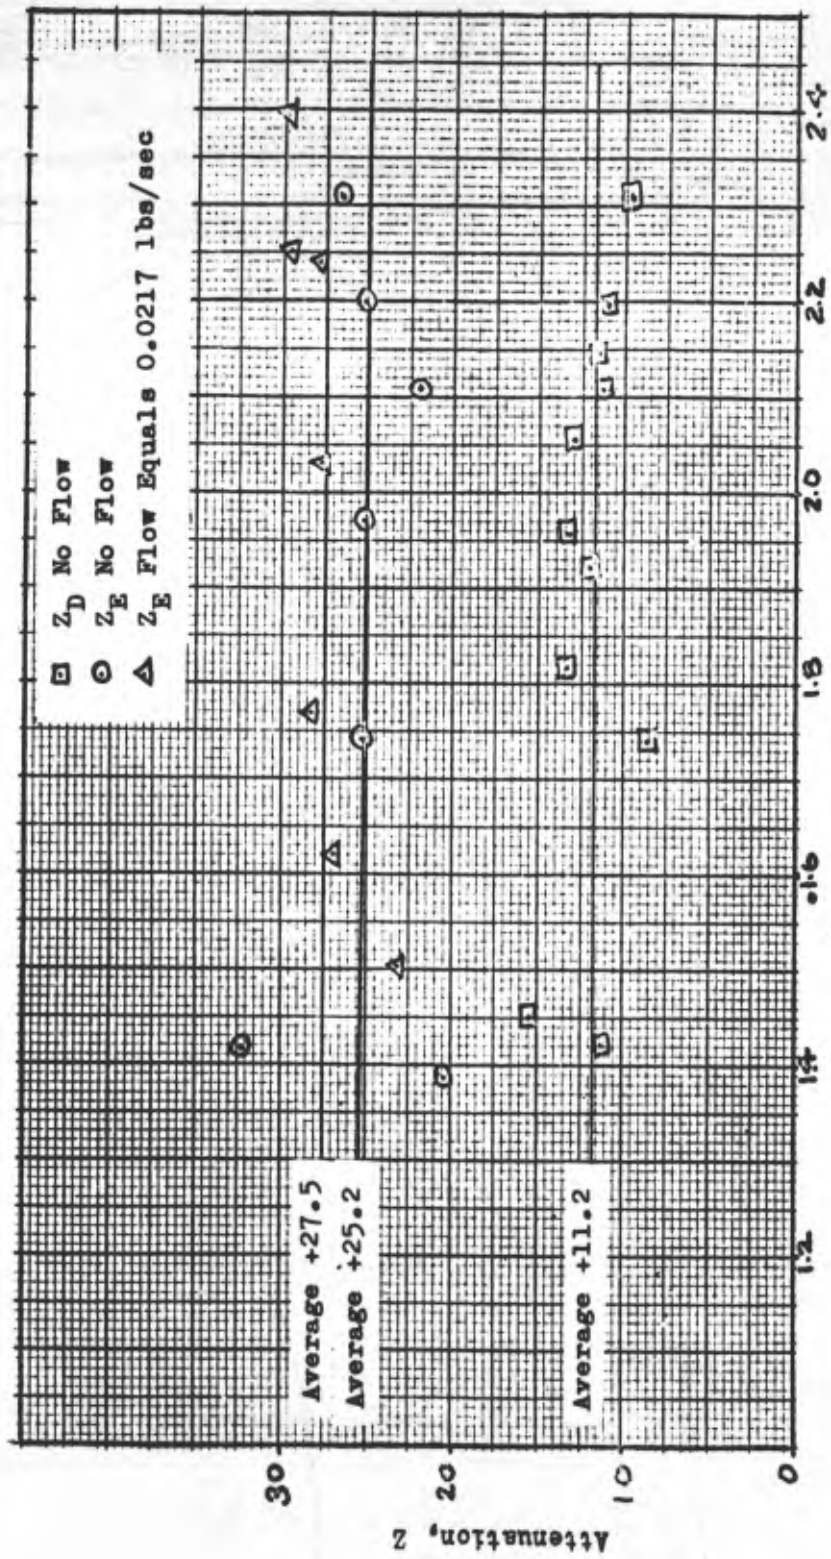 Z_D No Flow
Z_E No Flow
Z_E Flow Equals 0.0217 lbs/sec
Average +27.5
Average +25.2
Average +11.2
Attenuation, Z
30
20
10
0
1.2
1.4
1.6
1.8
2.0
2.2
2.4